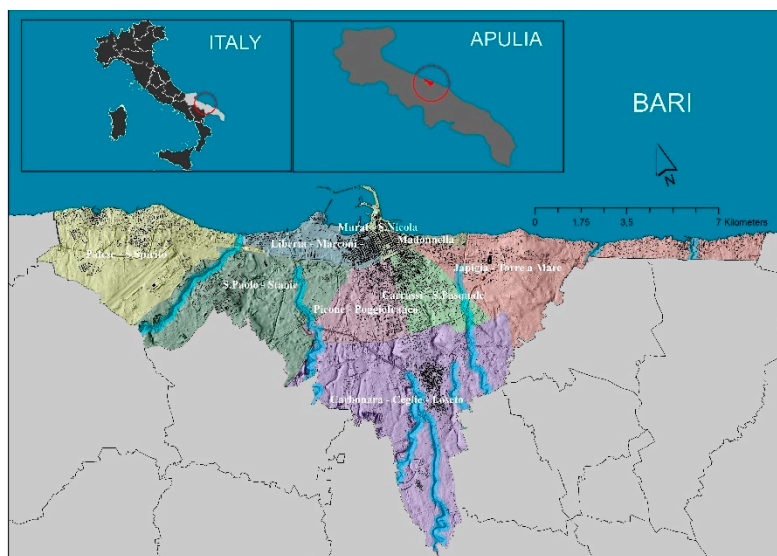 ITALY
APULIA
BARI
0 1,75 3,5 7 Kilometers
Murat - S.Nicola
Libertà - Marconi
Madonnella
Palese - S.Spirito
Japigia - Torre a Mare
S.Paolo - Stanic
Carrassi - S.Pasquale
Picone - Poggiofranco
Carbonara - Ceglie - Loseto